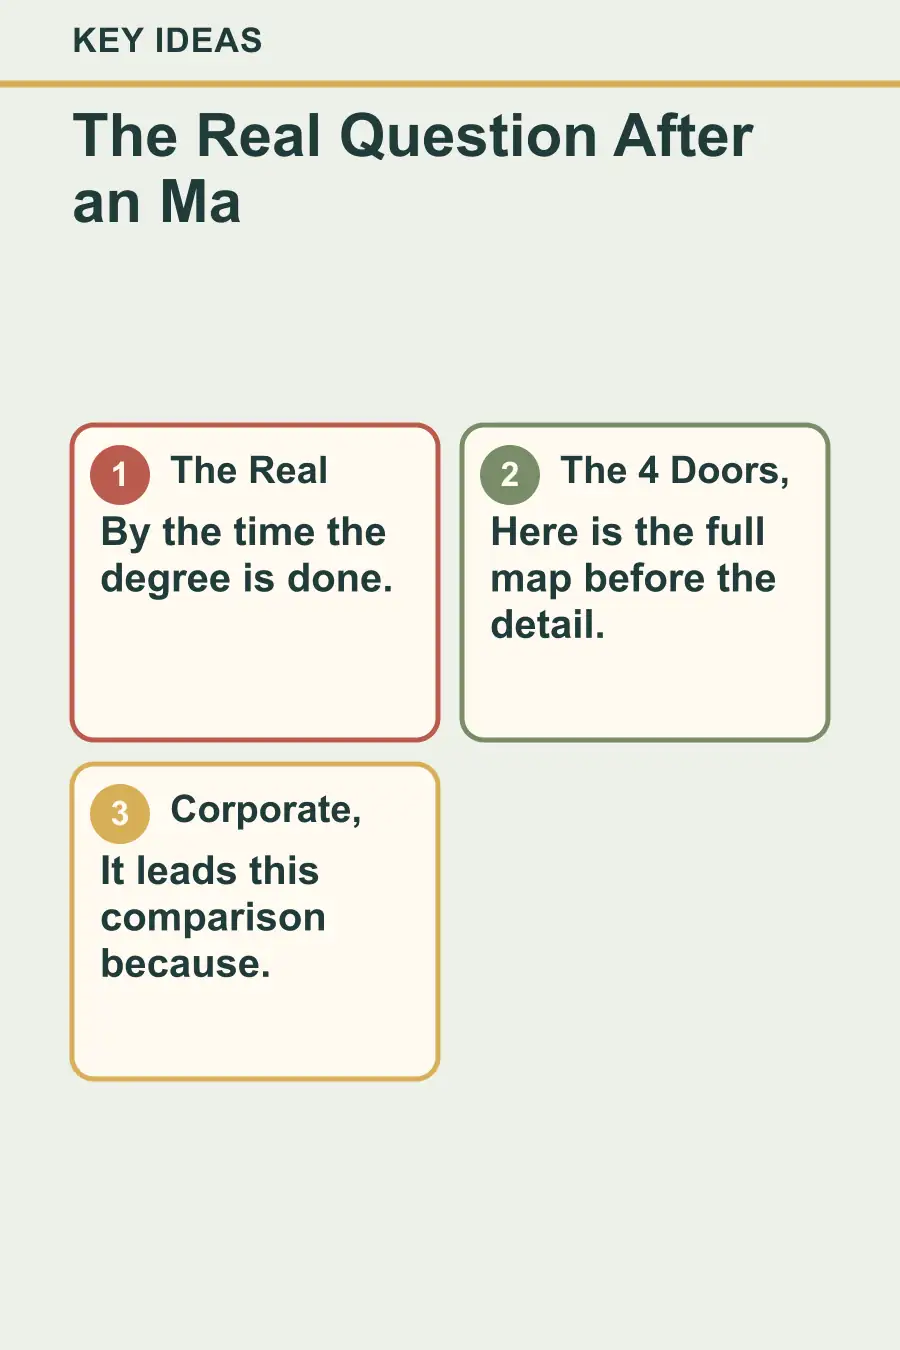 KEY IDEAS
The Real Question After
an Ma
1 The Real
By the time the
degree is done.
2 The 4 Doors,
Here is the full
map before the
detail.
3 Corporate,
It leads this
comparison
because.